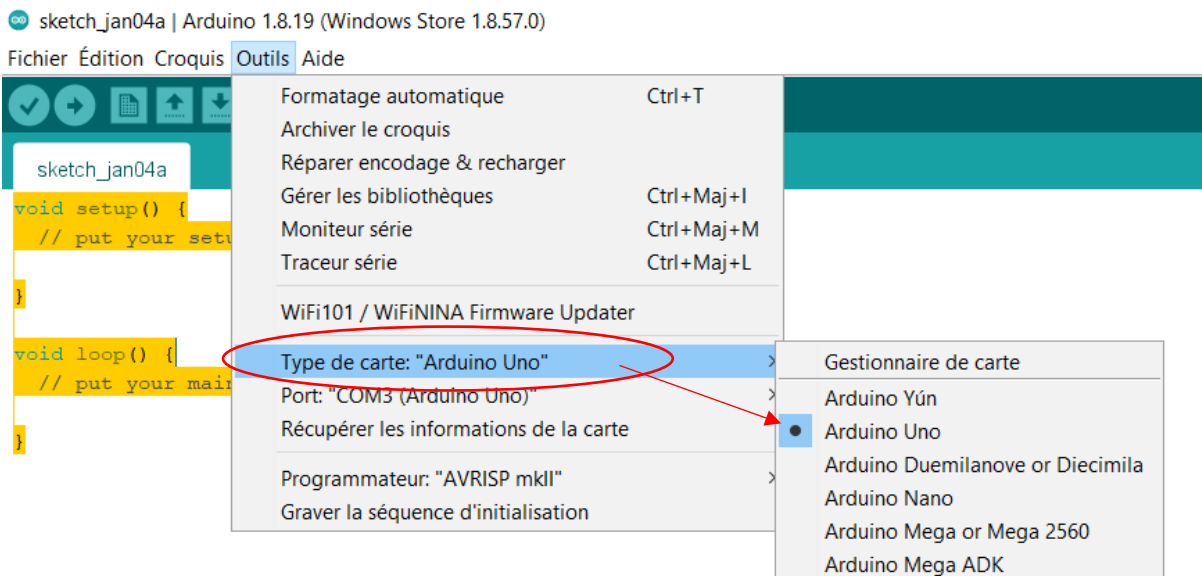 sketch_jan04a | Arduino 1.8.19 (Windows Store 1.8.57.0)
Fichier Édition Croquis Outils Aide
sketch_jan04a
void setup() {
// put your setu
}
void loop() {
// put your main
}
Formatage automatique Ctrl+T
Archiver le croquis
Réparer encodage & recharger
Gérer les bibliothèques Ctrl+Maj+I
Moniteur série Ctrl+Maj+M
Traceur série Ctrl+Maj+L
WiFi101 / WiFiNINA Firmware Updater
Type de carte: "Arduino Uno"
Port: "COM3 (Arduino Uno)"
Récupérer les informations de la carte
Programmateur: "AVRISP mkII"
Graver la séquence d'initialisation
Gestionnaire de carte
Arduino Yún
Arduino Uno
Arduino Duemilanove or Diecimila
Arduino Nano
Arduino Mega or Mega 2560
Arduino Mega ADK